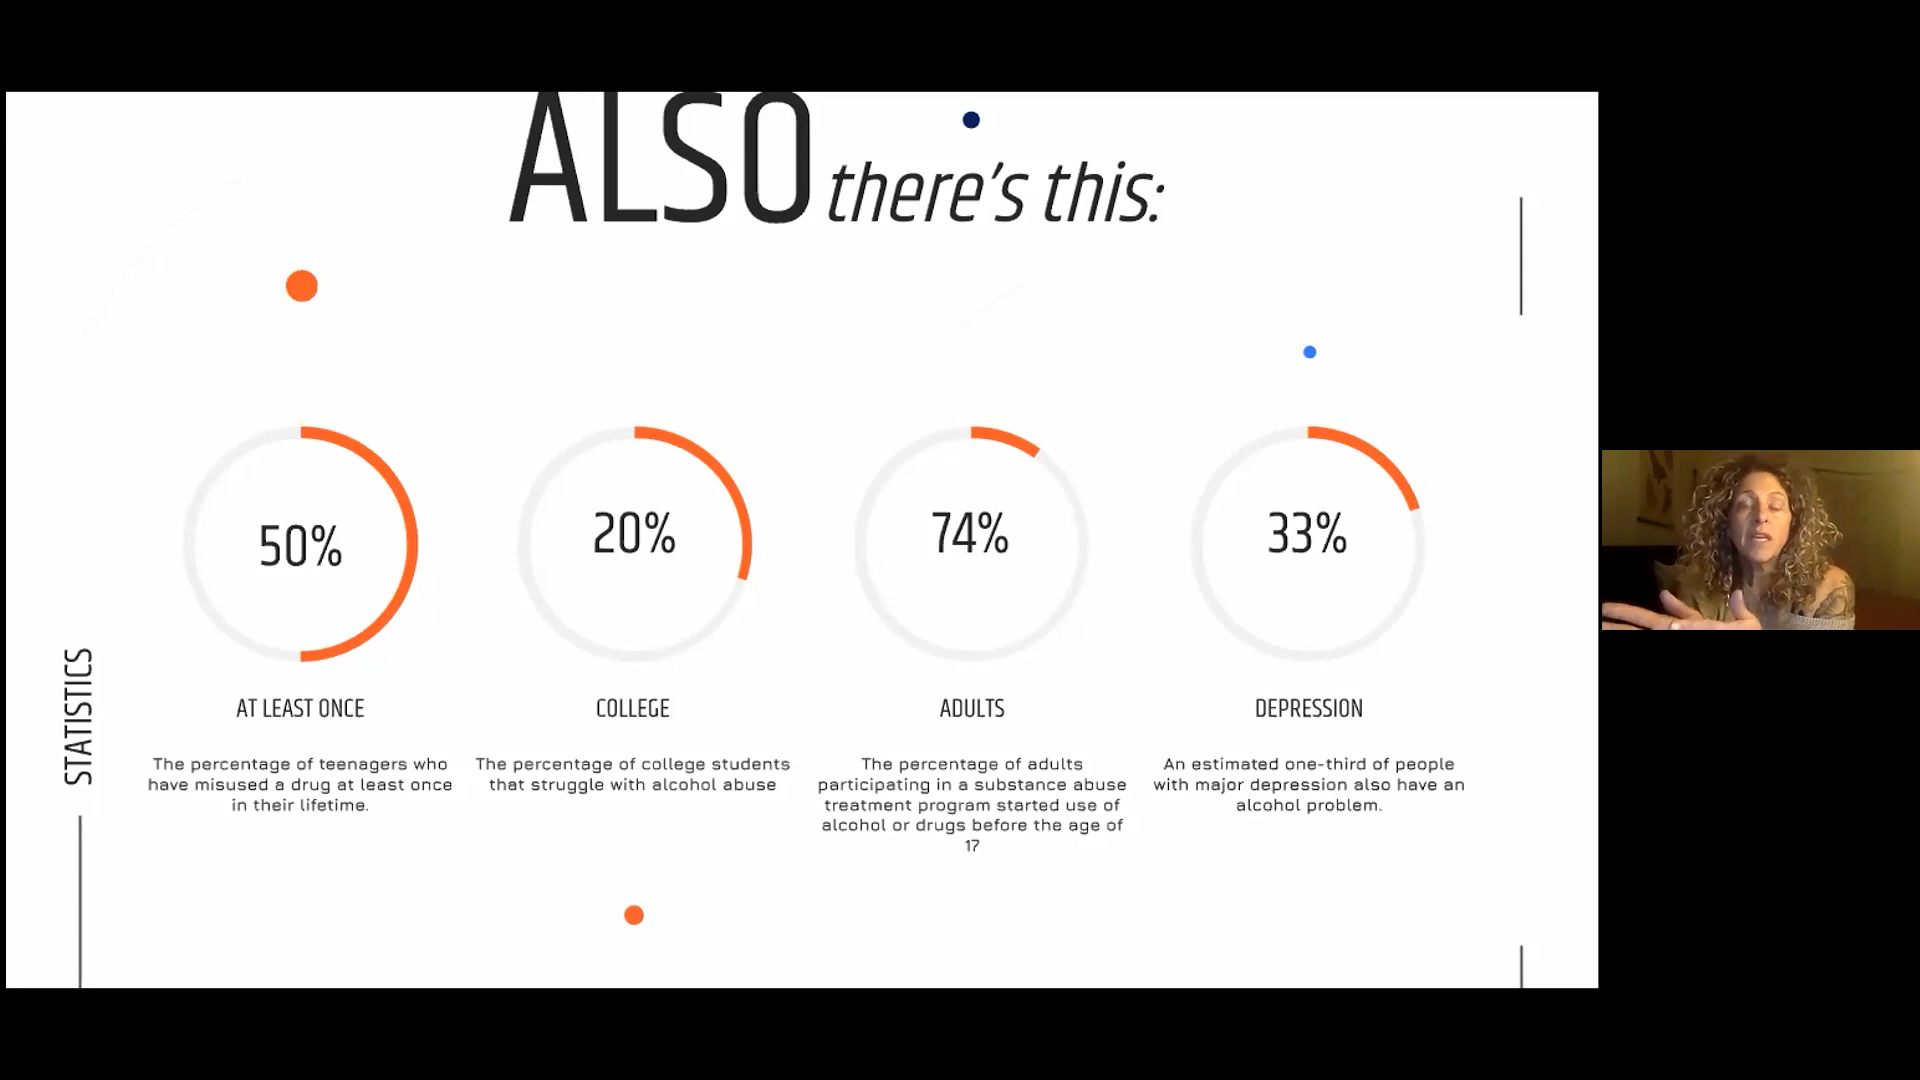 ALSO there's this:
50%
20%
74%
33%
STATISTICS
AT LEAST ONCE
The percentage of teenagers who
have misused a drug at least once
in their lifetime.
COLLEGE
The percentage of college students
that struggle with alcohol abuse
ADULTS
The percentage of adults
participating in a substance abuse
treatment program started use of
alcohol or drugs before the age of
17
DEPRESSION
An estimated one-third of people
with major depression also have an
alcohol problem.